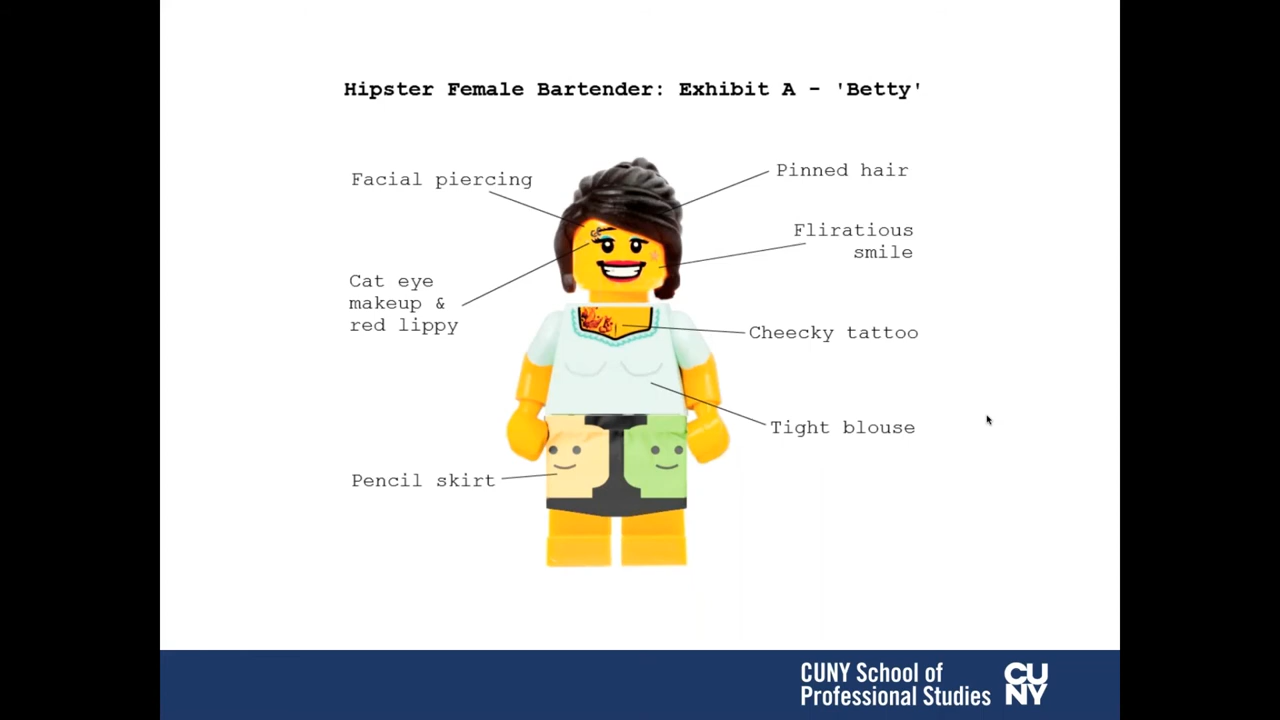 Hipster Female Bartender: Exhibit A - 'Betty'
Facial piercing
Pinned hair
Fliratious
smile
Cat eye
makeup &
red lippy
Cheecky tattoo
Tight blouse
Pencil skirt
CUNY School of
Professional Studies
CU
NY